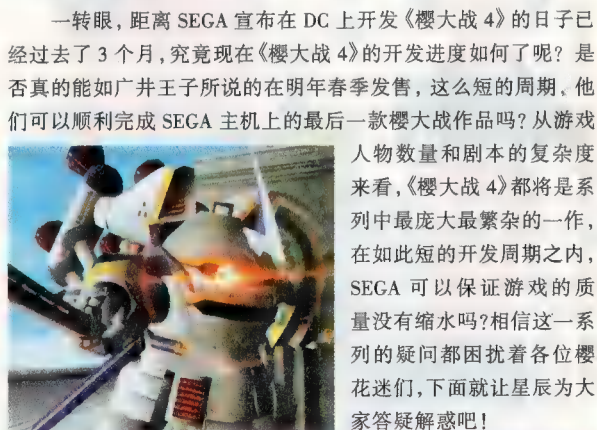 一转眼，距离 SEGA 宣布在 DC 上开发《樱大战 4》的日子已
经过去了 3 个月，究竟现在《樱大战 4》的开发进度如何了呢？是
否真的能如广井王子所说的在明年春季发售，这么短的周期，他
们可以顺利完成 SEGA 主机上的最后一款樱大战作品吗？从游戏
人物数量和剧本的复杂度
来看，《樱大战 4》都将是系
列中最庞大最繁杂的一作，
在如此短的开发周期之内，
SEGA 可以保证游戏的质
量没有缩水吗？相信这一系
列的疑问都困扰着各位樱
花迷们，下面就让星辰为大
家答疑解惑吧！